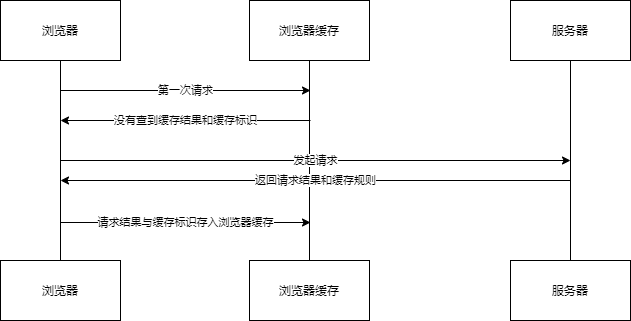 浏览器
浏览器缓存
服务器
第一次请求
没有查到缓存结果和缓存标识
发起请求
返回请求结果和缓存规则
请求结果与缓存标识存入浏览器缓存
浏览器
浏览器缓存
服务器